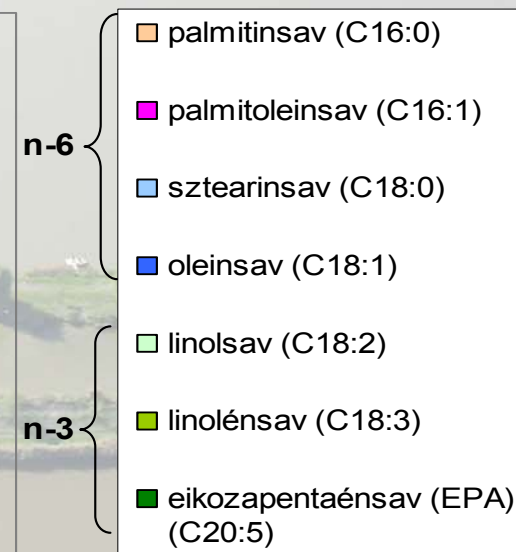 n-6
palmitinsav (C16:0)
palmitoleinsav (C16:1)
sztearinsav (C18:0)
oleinsav (C18:1)
n-3
linolsav (C18:2)
linolénsav (C18:3)
eikozapentaénsav (EPA)
(C20:5)